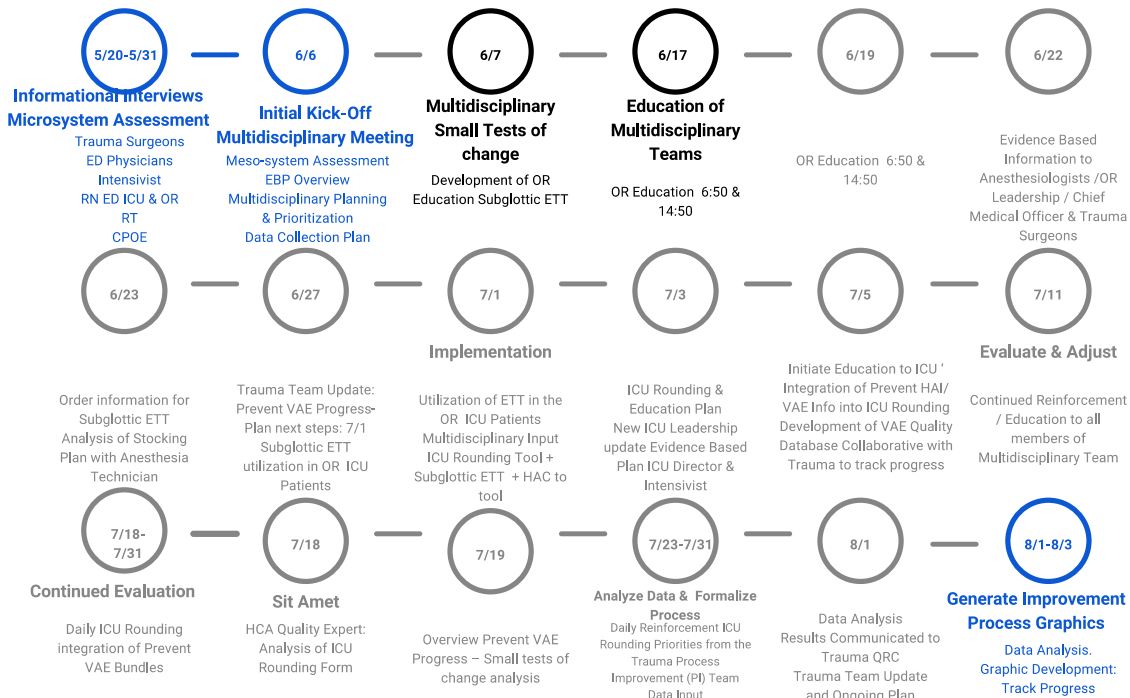 5/20-5/31
Informational Interviews
Microsystem Assessment
Trauma Surgeons
ED Physicians
Intensivist
RN ED ICU & OR
RT
CPOE
6/6
Initial Kick-Off
Multidisciplinary Meeting
Meso-system Assessment
EBP Overview
Multidisciplinary Planning
& Prioritization
Data Collection Plan
6/7
Multidisciplinary
Small Tests of
change
Development of OR
Education Subglottic ETT
6/17
Education of
Multidisciplinary
Teams
OR Education 6:50 &
14:50
6/19
OR Education 6:50 &
14:50
6/22
Evidence Based
Information to
Anesthesiologists /OR
Leadership / Chief
Medical Officer & Trauma
Surgeons
6/23
Order information for
Subglottic ETT
Analysis of Stocking
Plan with Anesthesia
Technician
6/27
Trauma Team Update:
Prevent VAE Progress-
Plan next steps: 7/1
Subglottic ETT
utilization in OR ICU
Patients
7/1
Implementation
Utilization of ETT in the
OR ICU Patients
Multidisciplinary Input
ICU Rounding Tool +
Subglottic ETT + HAC to
tool
7/3
ICU Rounding &
Education Plan
New ICU Leadership
update Evidence Based
Plan ICU Director &
Intensivist
7/5
Initiate Education to ICU '
Integration of Prevent HAI/
VAE Info into ICU Rounding
Development of VAE Quality
Database Collaborative with
Trauma to track progress
7/11
Evaluate & Adjust
Continued Reinforcement
/ Education to all
members of
Multidisciplinary Team
7/18-
7/31
Continued Evaluation
Daily ICU Rounding
integration of Prevent
VAE Bundles
7/18
Sit Amet
HCA Quality Expert:
Analysis of ICU
Rounding Form
7/19
Overview Prevent VAE
Progress – Small tests of
change analysis
7/23-7/31
Analyze Data & Formalize
Process
Daily Reinforcement ICU
Rounding Priorities from the
Trauma Process
Improvement (PI) Team
Data Input
8/1
Data Analysis
Results Communicated to
Trauma QRC
Trauma Team Update
and Ongoing Plan
8/1-8/3
Generate Improvement
Process Graphics
Data Analysis.
Graphic Development:
Track Progress